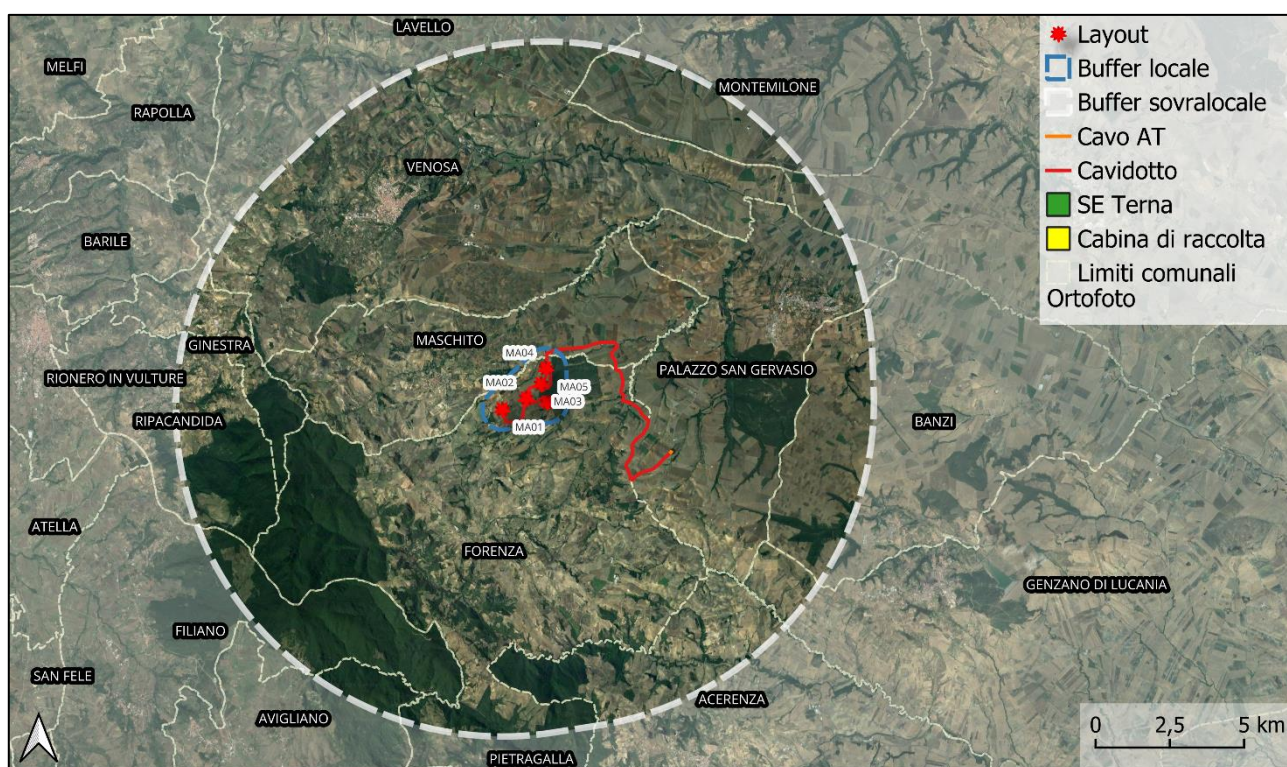 LAVELLO
MELFI
RAPOLLA
MONTEMILONE
VENOSA
BARILE
MASCHITO
GINESTRA
MA04
RIONERO IN VULTURE
PALAZZO SAN GERVASIO
MA02
MA05
MA03
RIPACANDIDA
MA01
BANZI
ATELLA
FORENZA
GENZANO DI LUCANIA
FILIANO
SAN FELE
ACERENZA
AVIGLIANO
PIETRAGALLA
Layout
Buffer locale
Buffer sovralocale
Cavo AT
Cavidotto
SE Terna
Cabina di raccolta
Limiti comunali
Ortofoto
0 2,5 5 km